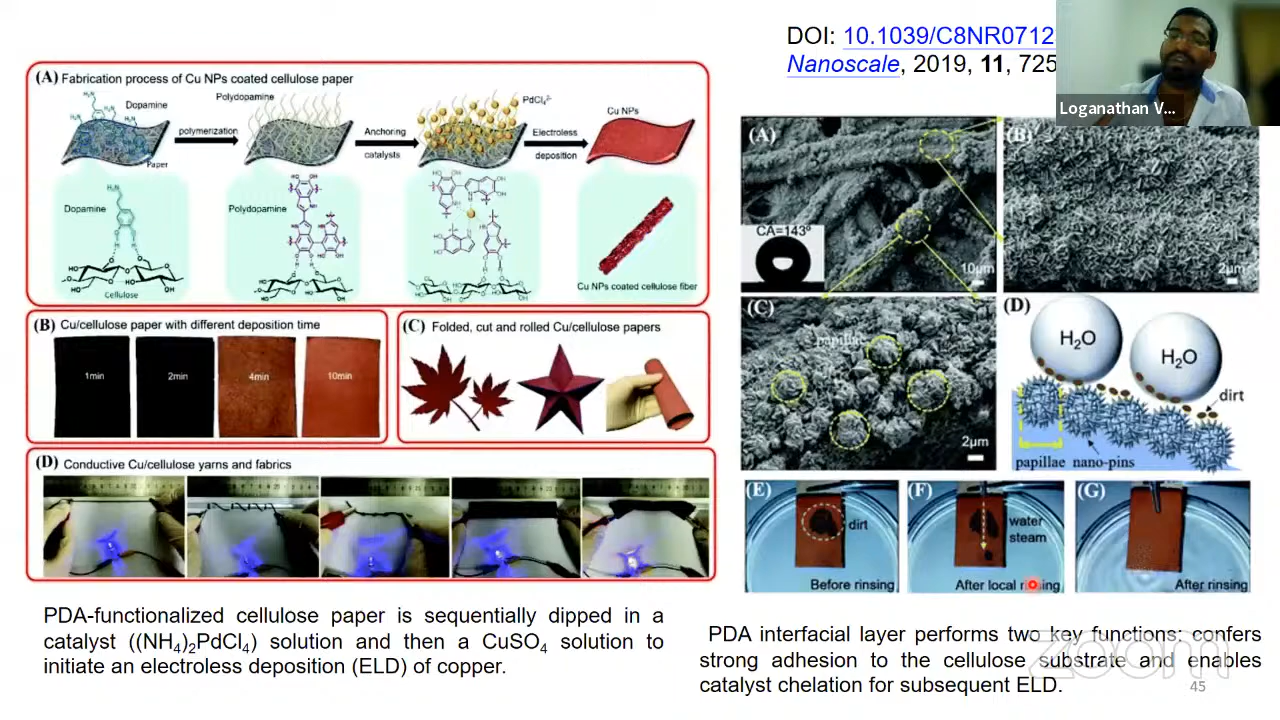 DOI: 10.1039/C8NR0712
Nanoscale, 2019, 11, 725
Loganathan V...
(A) Fabrication process of Cu NPs coated cellulose paper
Dopamine
Paper
polymerization
Polydopamine
Anchoring
catalysts
PdCl₄²⁻
Electroless
deposition
Cu NPs
Dopamine
Cellulose
Polydopamine
Cu NPs coated cellulose fiber
(B) Cu/cellulose paper with different deposition time
1min
2min
4min
10min
(C) Folded, cut and rolled Cu/cellulose papers
(D) Conductive Cu/cellulose yarns and fabrics
PDA-functionalized cellulose paper is sequentially dipped in a
catalyst ((NH₄)₂PdCl₄) solution and then a CuSO₄ solution to
initiate an electroless deposition (ELD) of copper.
(A)
CA=143°
10μm
(B)
2μm
(C)
papillae
2μm
(D)
H₂O
H₂O
dirt
papillae nano-pins
(E)
dirt
Before rinsing
(F)
water
steam
After local rinsing
(G)
After rinsing
PDA interfacial layer performs two key functions: confers
strong adhesion to the cellulose substrate and enables
catalyst chelation for subsequent ELD.
zoom
45